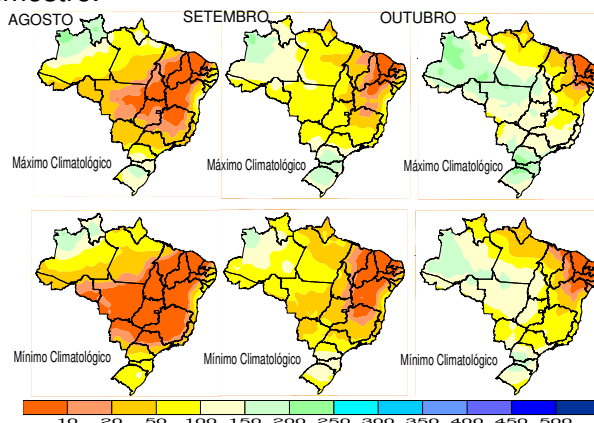 AGOSTO SETEMBRO OUTUBRO
Máximo Climatológico Máximo Climatológico Máximo Climatológico
Mínimo Climatológico Mínimo Climatológico Mínimo Climatológico
10 20 50 100 150 200 250 300 350 400 450 500